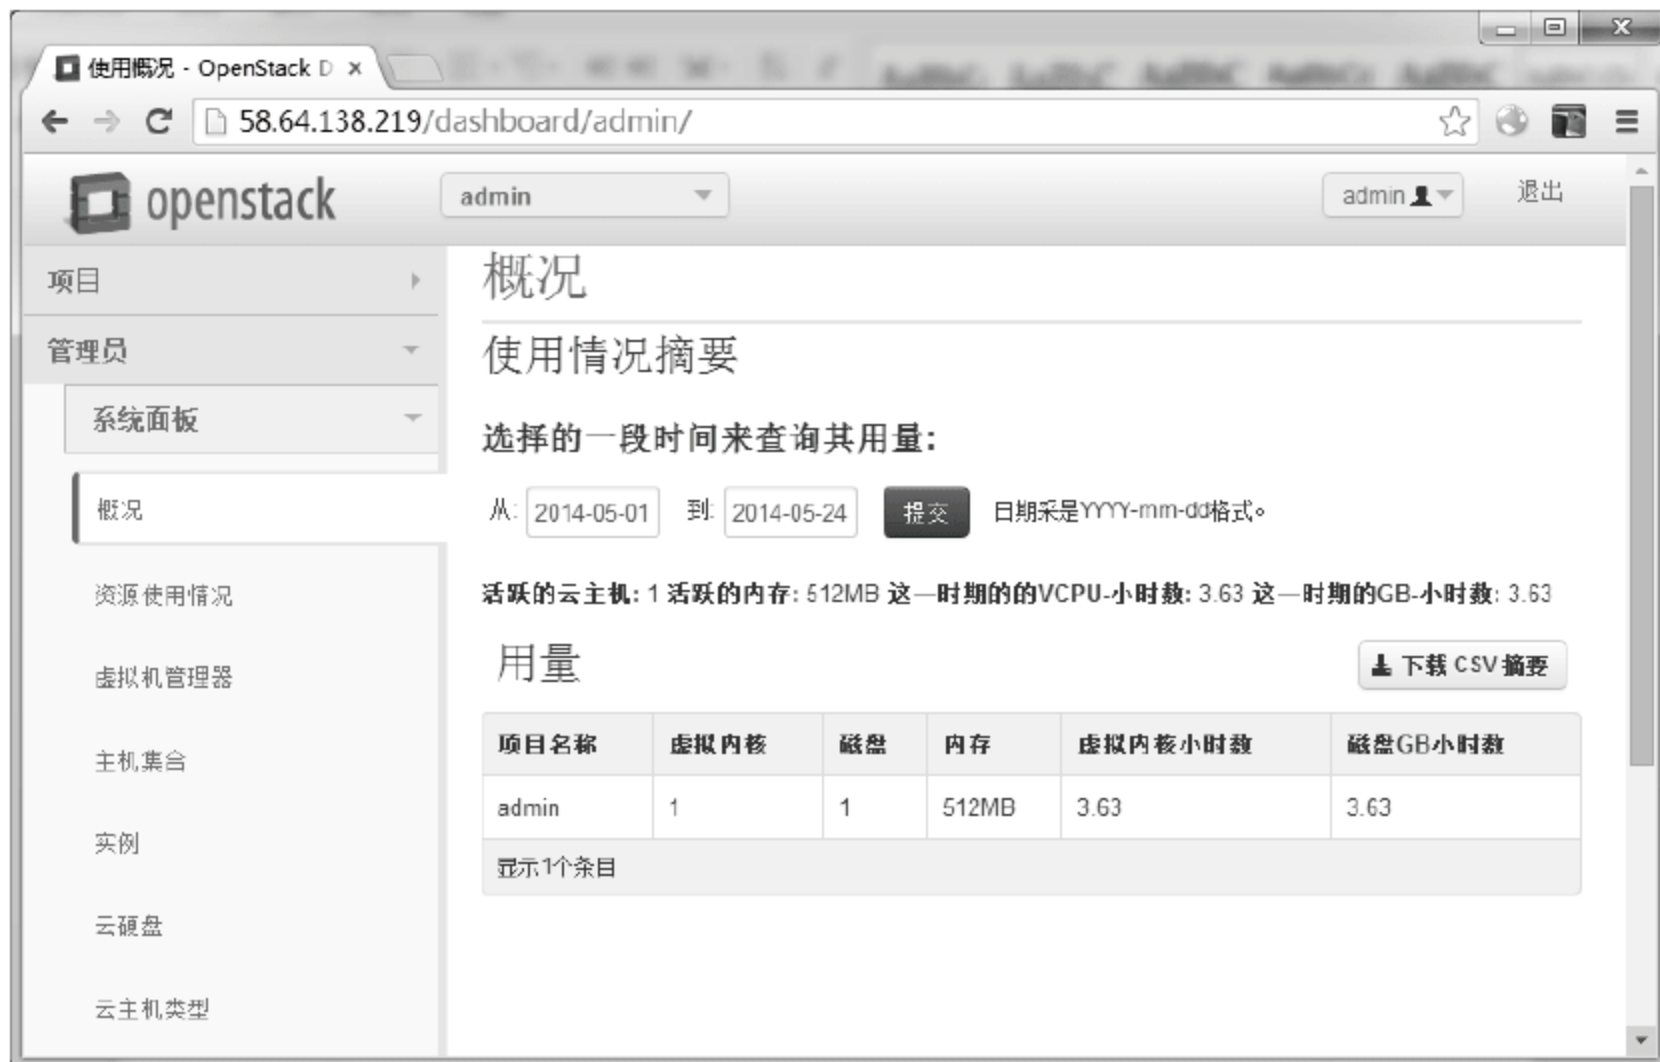 使用概况 - OpenStack D
58.64.138.219/dashboard/admin/
openstack
admin
admin
退出
项目
管理员
系统面板
概况
资源使用情况
虚拟机管理器
主机集合
实例
云硬盘
云主机类型
概况
使用情况摘要
选择的一段时间来查询其用量:
从: 2014-05-01 到: 2014-05-24 提交 日期采是YYYY-mm-dd格式。
活跃的云主机: 1 活跃的内存: 512MB 这一时期的的VCPU-小时数: 3.63 这一时期的GB-小时数: 3.63
用量
下载 CSV 摘要
项目名称 虚拟内核 磁盘 内存 虚拟内核小时数 磁盘GB小时数
admin 1 1 512MB 3.63 3.63
显示1个条目